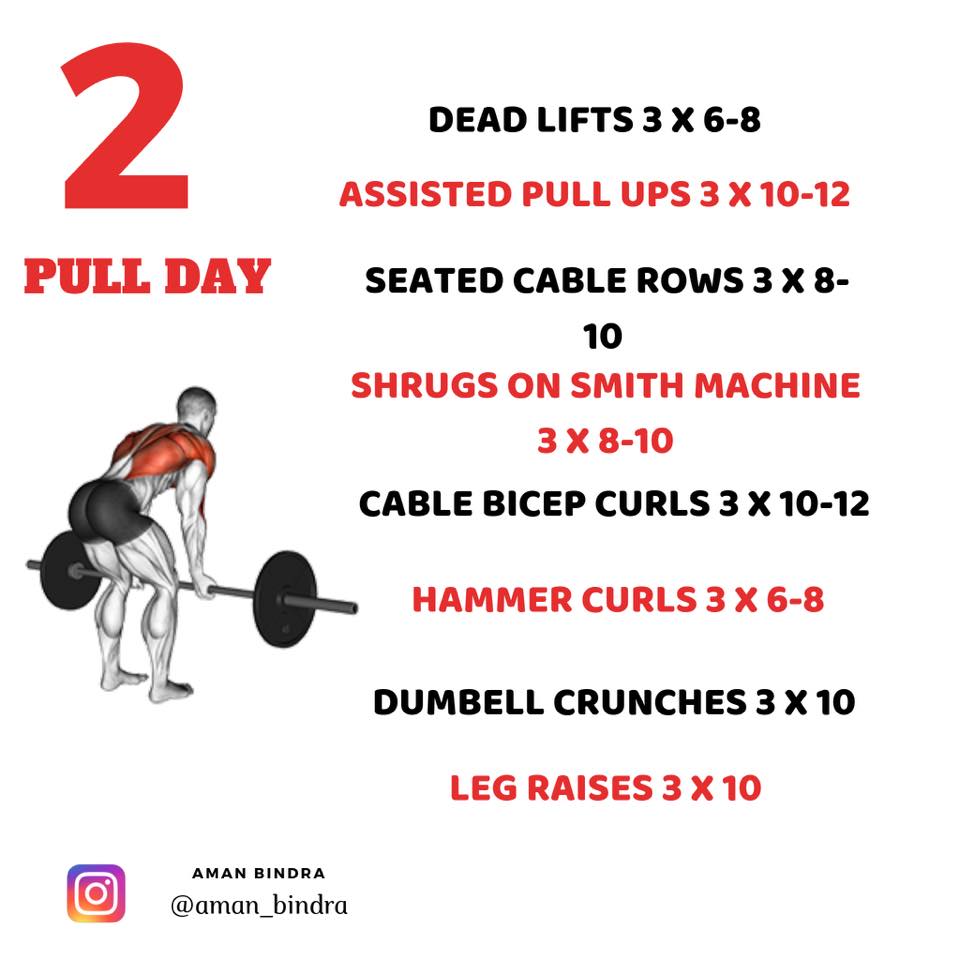 2
PULL DAY
DEAD LIFTS 3 X 6-8
ASSISTED PULL UPS 3 X 10-12
SEATED CABLE ROWS 3 X 8-
10
SHRUGS ON SMITH MACHINE
3 X 8-10
CABLE BICEP CURLS 3 X 10-12
HAMMER CURLS 3 X 6-8
DUMBELL CRUNCHES 3 X 10
LEG RAISES 3 X 10
AMAN BINDRA
@aman_bindra